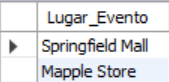 Lugar_Evento
Springfield Mall
Mapple Store